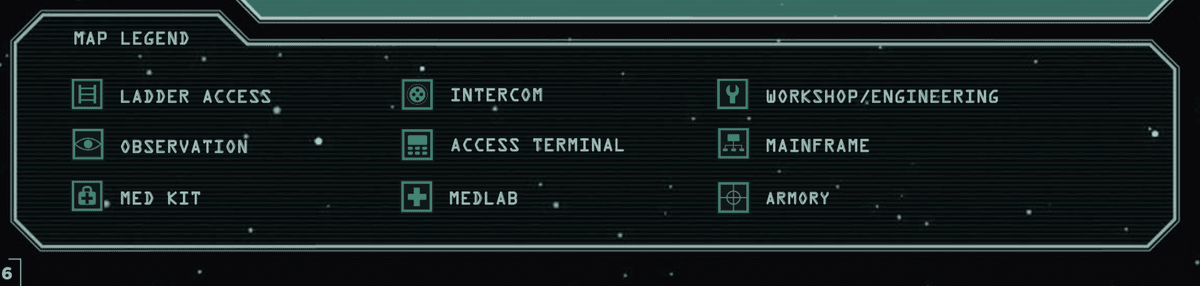 MAP LEGEND
LADDER ACCESS
INTERCOM
WORKSHOP/ENGINEERING
OBSERVATION
ACCESS TERMINAL
MAINFRAME
MED KIT
MEDLAB
ARMORY
6